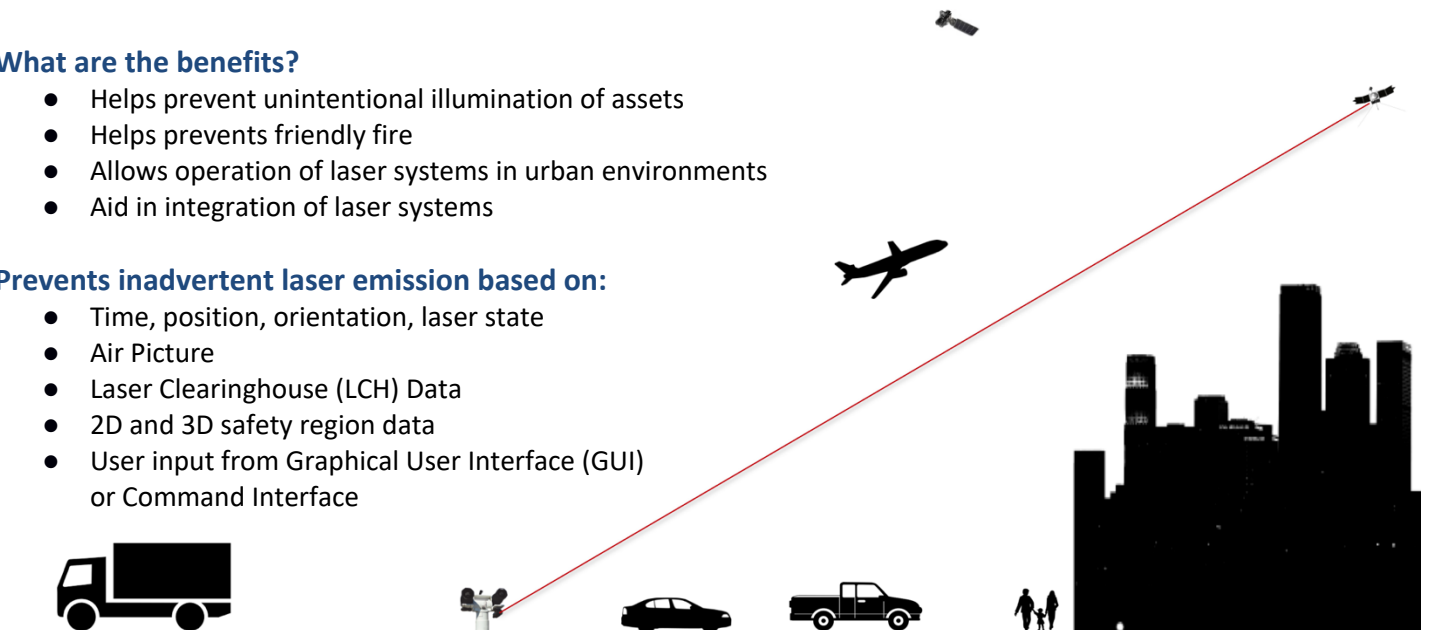 What are the benefits?
● Helps prevent unintentional illumination of assets
● Helps prevents friendly fire
● Allows operation of laser systems in urban environments
● Aid in integration of laser systems
Prevents inadvertent laser emission based on:
● Time, position, orientation, laser state
● Air Picture
● Laser Clearinghouse (LCH) Data
● 2D and 3D safety region data
● User input from Graphical User Interface (GUI)
or Command Interface